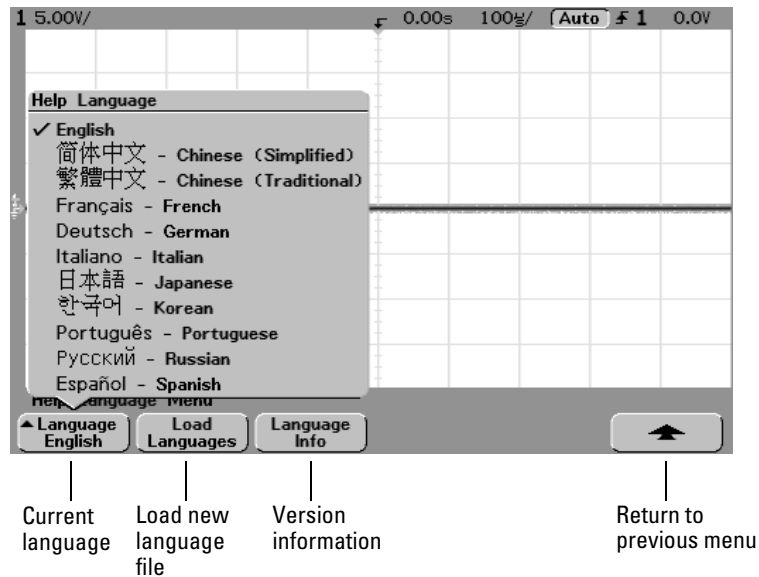 1 5.00V/ 0.00s 100㎱/ Auto 1 0.0V
Help Language
✓ English
简体中文 - Chinese (Simplified)
繁體中文 - Chinese (Traditional)
Français - French
Deutsch - German
Italiano - Italian
日本語 - Japanese
한국어 - Korean
Português - Portuguese
Русский - Russian
Español - Spanish
Help Language Menu
Language English
Load Languages
Language Info
Current language
Load new language file
Version information
Return to previous menu